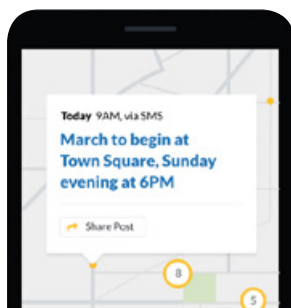 Today 9AM, via SMS
March to begin at
Town Square, Sunday
evening at 6PM
Share Post
8
5